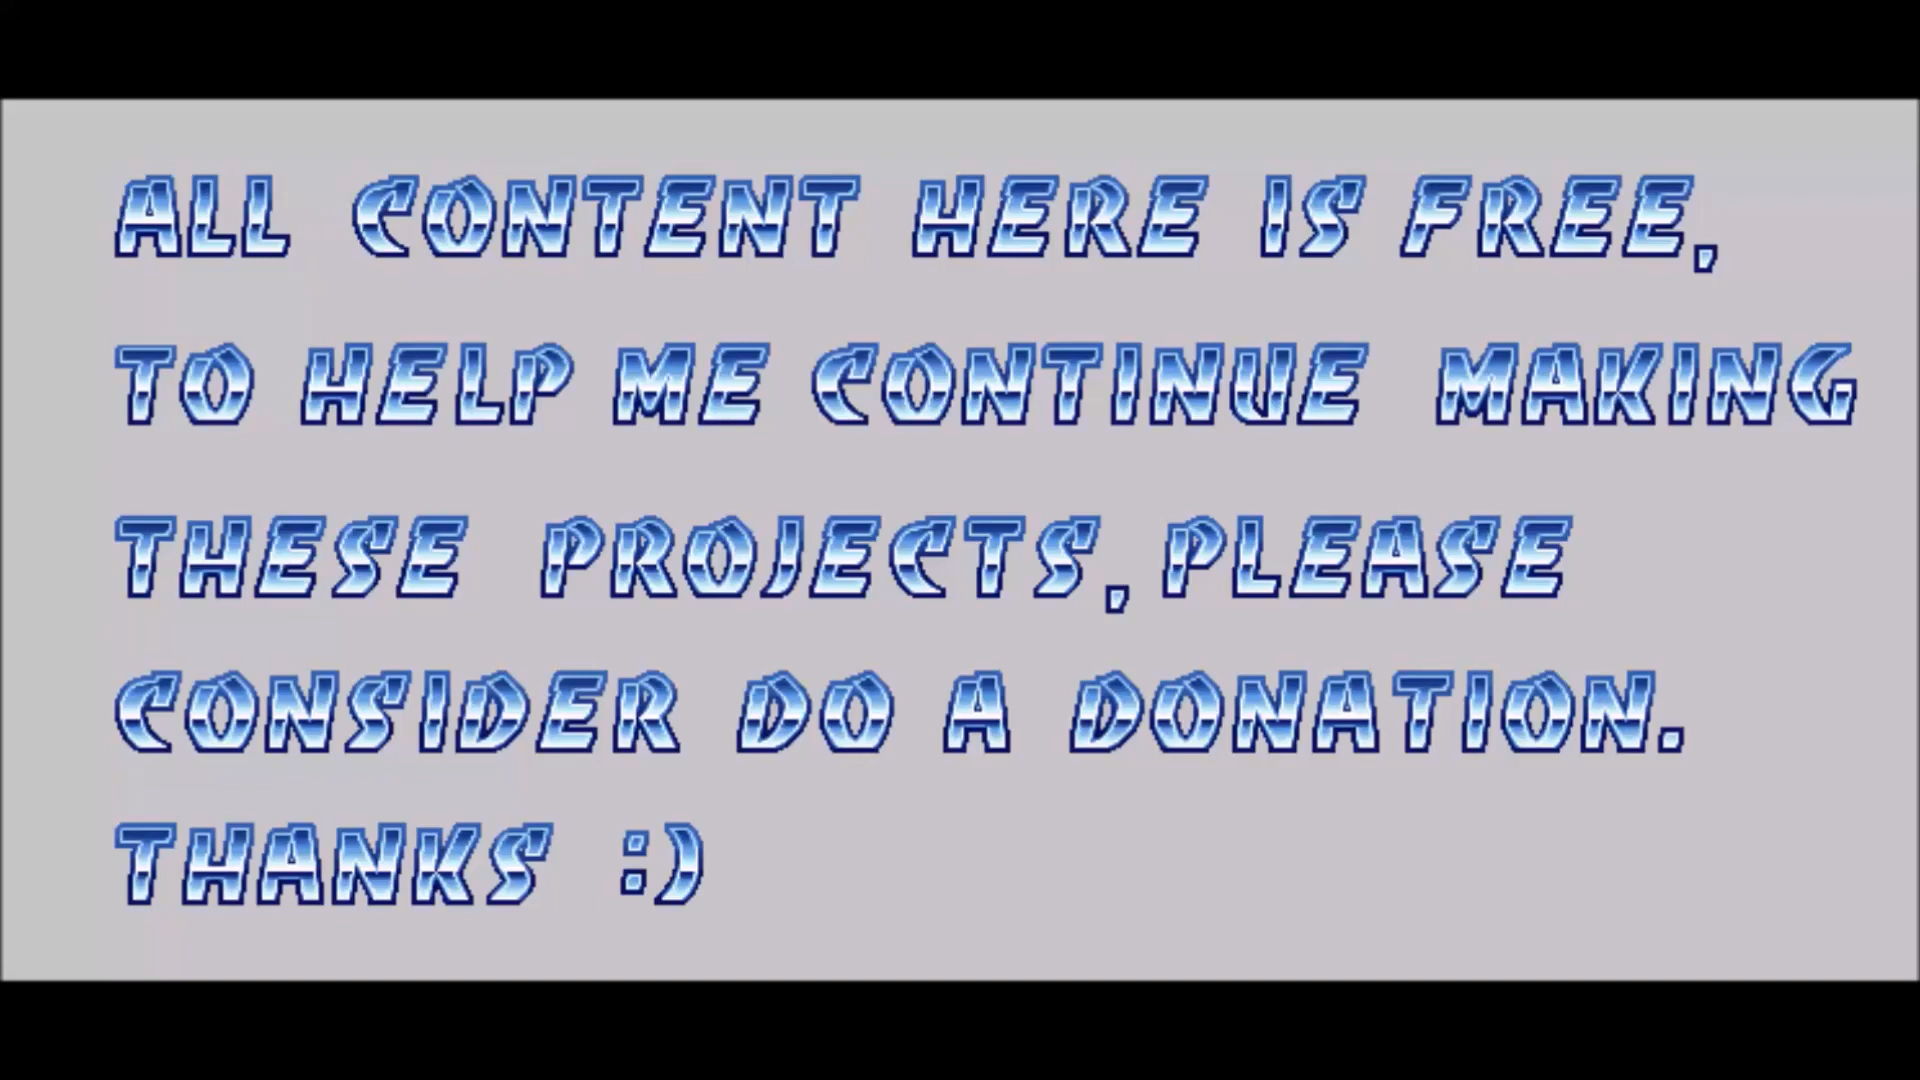 ALL CONTENT HERE IS FREE,
TO HELP ME CONTINUE MAKING
THESE PROJECTS, PLEASE
CONSIDER DO A DONATION.
THANKS :)